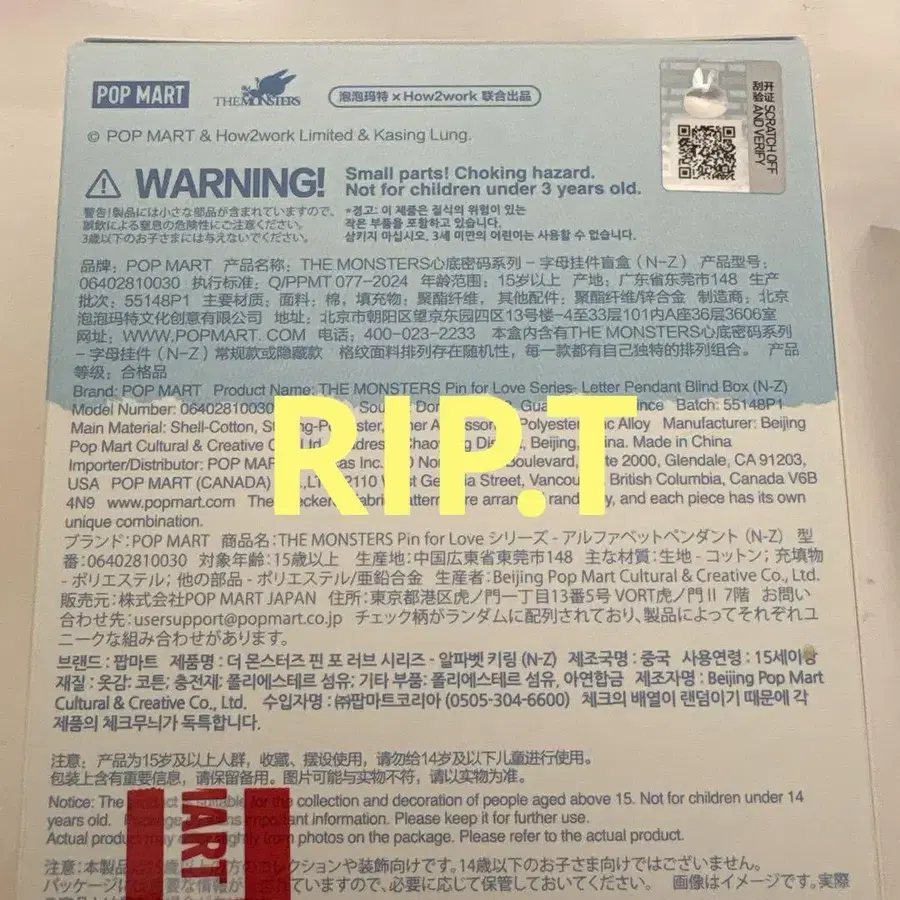 POP MART THE MONSTERS 泡泡玛特 × How2work 联合出品
开证 SCRATCH OFF
刮验 AND VERIFY
© POP MART & How2work Limited & Kasing Lung.
WARNING! Small parts! Choking hazard.
Not for children under 3 years old.
警告!製品には小さな部品が含まれていますので、
誤飲による窒息の危険性にご注意ください。
3歳以下のお子さまには与えないでください。
*경고: 이 제품은 질식의 위험이 있는
작은 부품을 포함하고 있습니다.
삼키지 마십시오. 3세 미만의 어린이는 사용할 수 없습니다.
品牌：POP MART 产品名称：THE MONSTERS心底密码系列 - 字母挂件盲盒（N-Z） 产品型号：
06402810030 执行标准：Q/PPMT 077-2024 年龄范围：15岁以上 产地：广东省东莞市148 生产
批次：55148P1 主要材质：面料：棉，填充物：聚酯纤维，其他配件：聚酯纤维/锌合金 制造商：北京
泡泡玛特文化创意有限公司 地址：北京市朝阳区望京东园四区13号楼-4至33层101内A座36层3606室
网址：WWW.POPMART.COM 电话：400-023-2233 本盒内含有THE MONSTERS心底密码系列
- 字母挂件（N-Z）常规款或隐藏款 格纹面料排列存在随机性，每一款都有自己独特的排列组合。 产品
等级：合格品
Brand: POP MART Product Name: THE MONSTERS Pin for Love Series- Letter Pendant Blind Box (N-Z)
Model Number: 06402810030 Batch: 55148P1
Main Material: Shell-Cotton, Alloy Manufacturer: Beijing
Pop Mart Cultural & Creative Beijing, Made in China
Importer/Distributor: POP Boulevard, 2000, Glendale, CA 91203,
USA POP MART (CANADA) 2110 West Street, British Columbia, Canada V6B
4N9 www.popmart.com The and each piece has its own
unique combination.
RIP.T
ブランド：POP MART 商品名：THE MONSTERS Pin for Love シリーズ - アルファベットペンダント（N-Z） 型
番：06402810030 対象年齢：15歳以上 生産地：中国広東省東莞市148 主な材質：生地 - コットン；充填物
- ポリエステル；他の部品 - ポリエステル/亜鉛合金 生産者：Beijing Pop Mart Cultural & Creative Co., Ltd.
販売元：株式会社POP MART JAPAN 住所：東京都港区虎ノ門一丁目13番5号 VORT虎ノ門Ⅱ 7階 お問い
合わせ先：usersupport@popmart.co.jp チェック柄がランダムに配列されており、製品によってそれぞれユ
ニークな組み合わせがあります。
브랜드 : 팝마트 제품명 : 더 몬스터즈 핀 포 러브 시리즈 - 알파벳 키링 (N-Z) 제조국명 : 중국 사용연령 : 15세이상
재질 : 옷감: 코튼; 충전재: 폴리에스테르 섬유; 기타 부품: 폴리에스테르 섬유, 아연합금 제조자명 : Beijing Pop Mart
Cultural & Creative Co., Ltd. 수입자명 : ㈜팝마트코리아 (0505-304-6600) 체크의 배열이 랜덤이기 때문에 각
제품의 체크무늬가 독특합니다.
注意：产品为15岁及以上人群，收藏、摆设使用，请勿给14岁及以下儿童进行使用。
包装上含有重要信息，请保留备用。图片可能与实物不符，请以实物为准。
Notice: The product is suitable for the collection and decoration of people aged above 15. Not for children under 14
years old. Package contains important information. Please keep it for further use.
Actual product may slightly from photos on the package. Please refer to the actual product.
MART
注意：本製品は15歳以上の方のコレクションや装飾向けです。14歳以下のお子さま向けではございません。
パッケージには重要な情報が含まれていますので、必要に応じて保管しておいてください。 画像はイメージです。実際